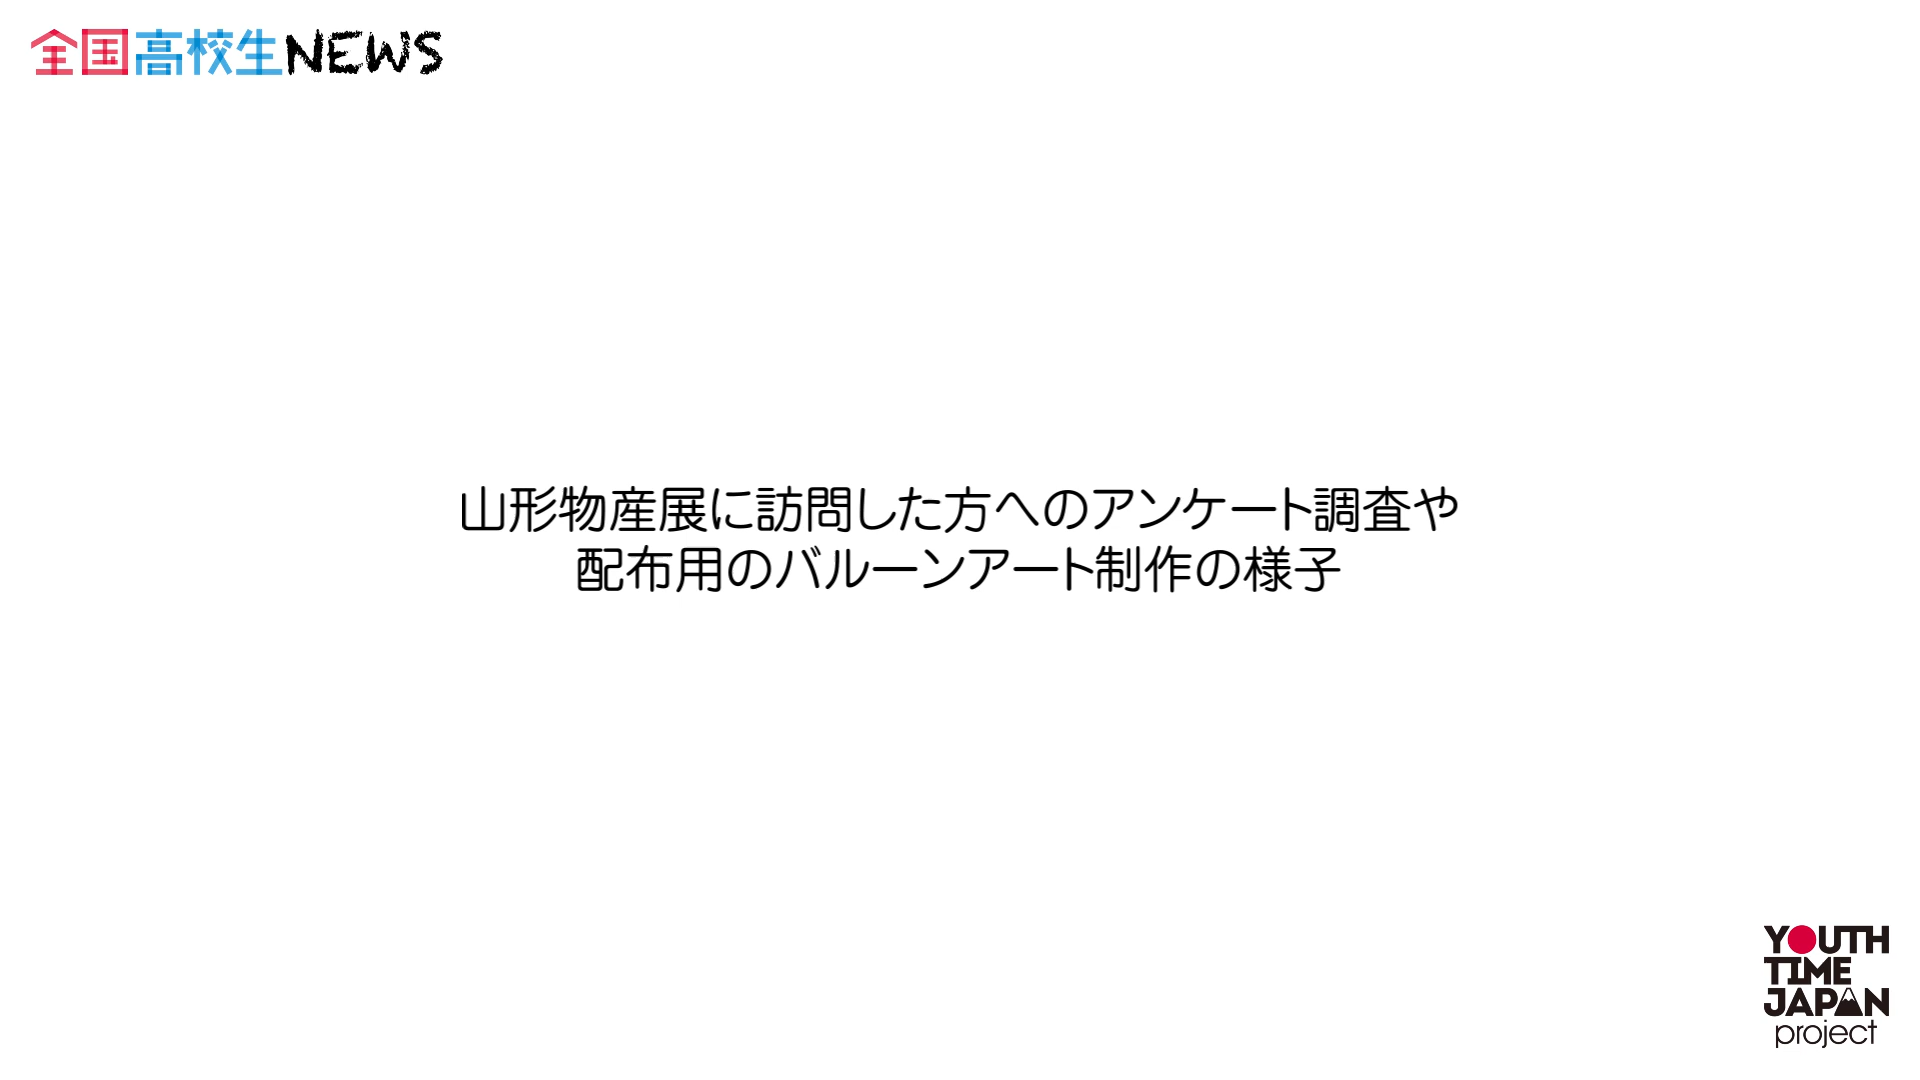 全国高校生NEWS
山形物産展に訪問した方へのアンケート調査や
配布用のバルーンアート制作の様子
YOUTH
TIME
JAPAN
project